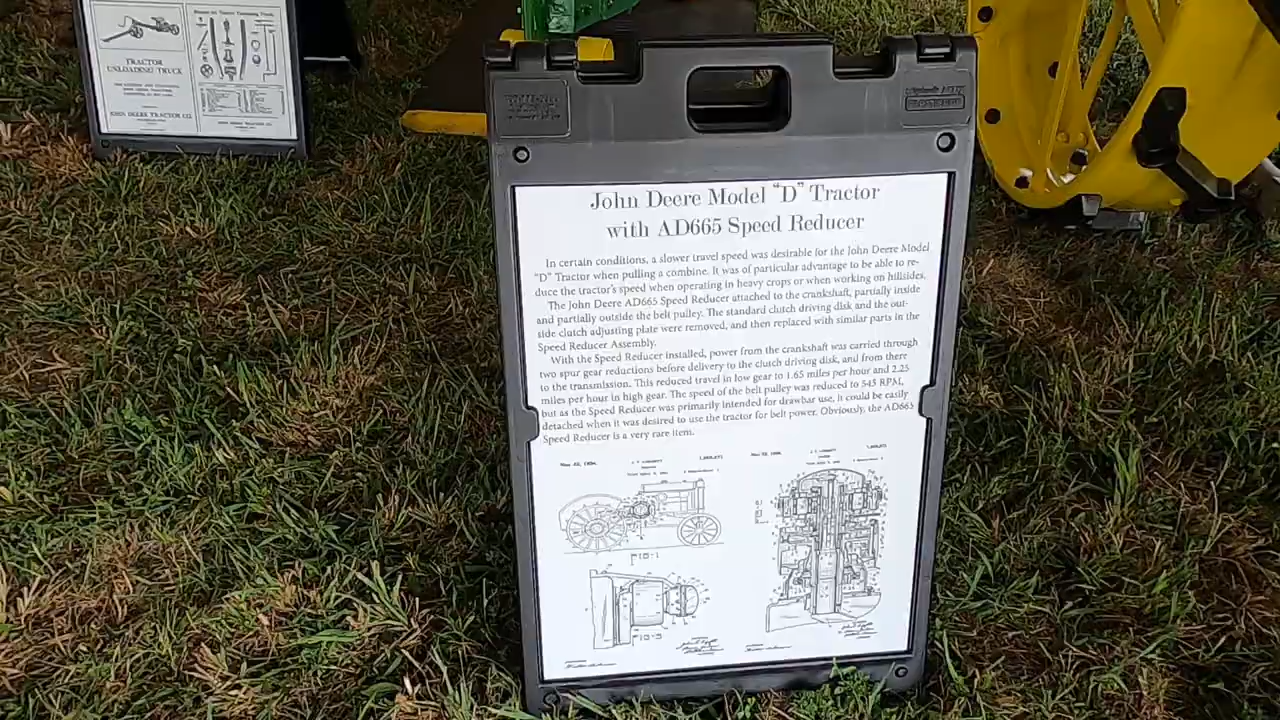 TRACTOR
UNLOADING TRUCK
JOHN DEERE TRACTOR CO.
John Deere Model "D" Tractor
with AD665 Speed Reducer
In certain conditions, a slower travel speed was desirable for the John Deere Model
"D" Tractor when pulling a combine. It was of particular advantage to be able to re-
duce the tractor's speed when operating in heavy crops or when working on hillsides.
The John Deere AD665 Speed Reducer attached to the crankshaft, partially inside
and partially outside the belt pulley. The standard clutch driving disk and the out-
side clutch adjusting plate were removed, and then replaced with similar parts in the
Speed Reducer Assembly.
With the Speed Reducer installed, power from the crankshaft was carried through
two spur gear reductions before delivery to the clutch driving disk, and from there
to the transmission. This reduced travel in low gear to 1.65 miles per hour and 2.25
miles per hour in high gear. The speed of the belt pulley was reduced to 545 RPM,
but as the Speed Reducer was primarily intended for drawbar use, it could be easily
detached when it was desired to use the tractor for belt power. Obviously, the AD665
Speed Reducer is a very rare item.
FIG-1
FIG-3